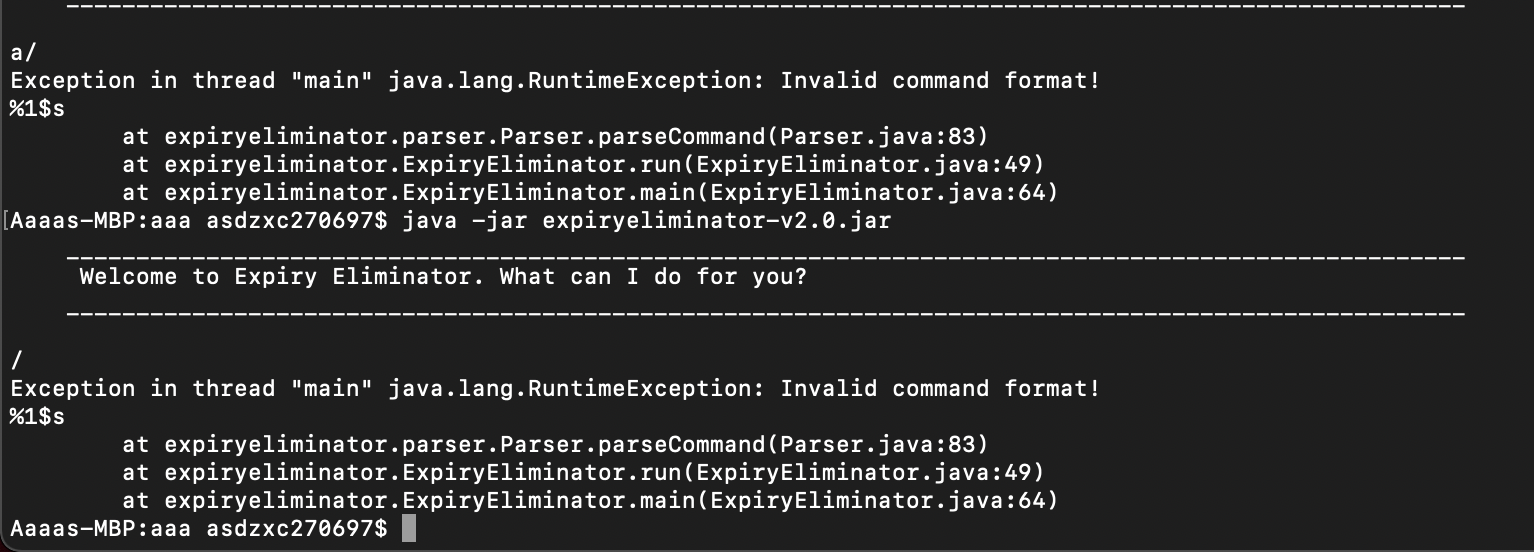 a/
Exception in thread "main" java.lang.RuntimeException: Invalid command format!
%1$s
        at expiryeliminator.parser.Parser.parseCommand(Parser.java:83)
        at expiryeliminator.ExpiryEliminator.run(ExpiryEliminator.java:49)
        at expiryeliminator.ExpiryEliminator.main(ExpiryEliminator.java:64)
[Aaaas-MBP:aaa asdzxc270697$ java -jar expiryeliminator-v2.0.jar
Welcome to Expiry Eliminator. What can I do for you?
/
Exception in thread "main" java.lang.RuntimeException: Invalid command format!
%1$s
        at expiryeliminator.parser.Parser.parseCommand(Parser.java:83)
        at expiryeliminator.ExpiryEliminator.run(ExpiryEliminator.java:49)
        at expiryeliminator.ExpiryEliminator.main(ExpiryEliminator.java:64)
Aaaas-MBP:aaa asdzxc270697$